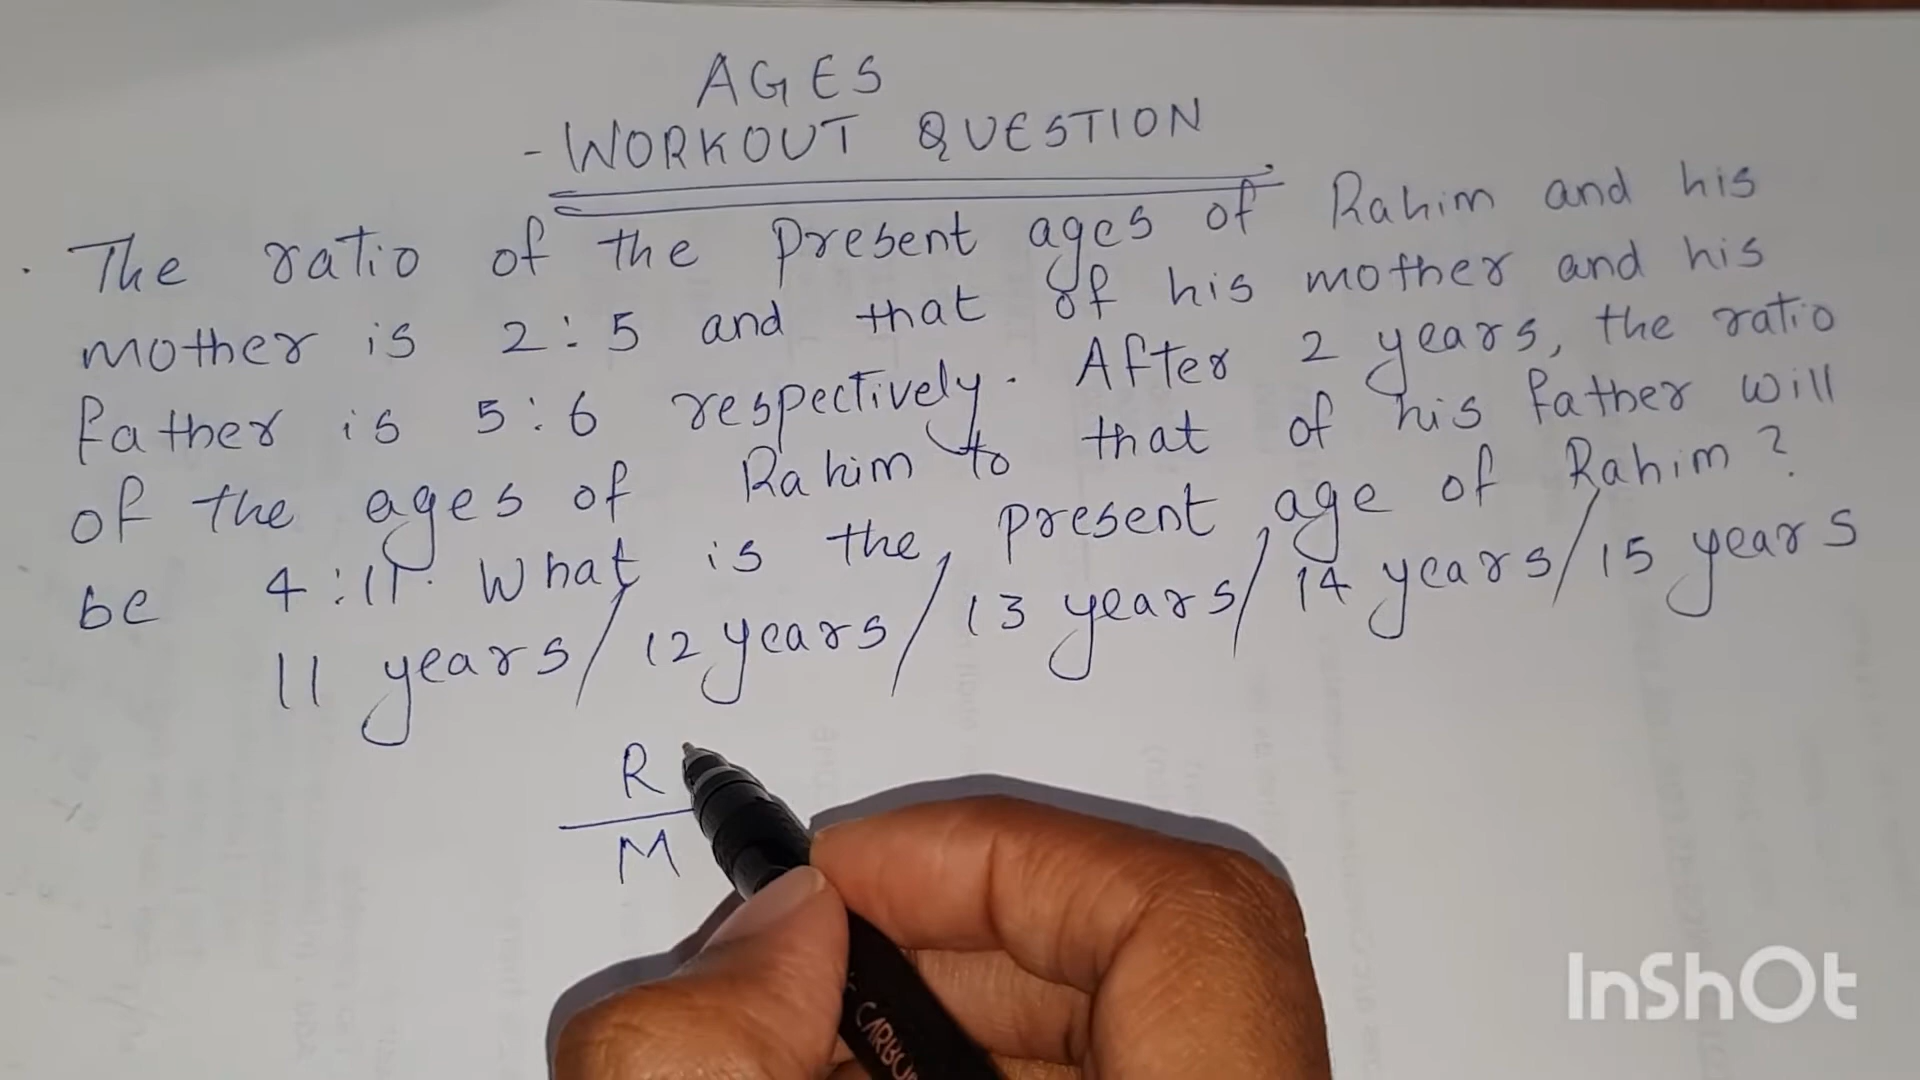 AGES
- WORKOUT QUESTION
. The ratio of the present ages of Rahim and his
mother is 2:5 and that of his mother and his
father is 5:6 respectively. After 2 years, the ratio
of the ages of Rahim to that of his father will
be 4:11. What is the present age of Rahim?
11 years/ 12 years/ 13 years/ 14 years/ 15 years
R
M
CARBO
InShOt